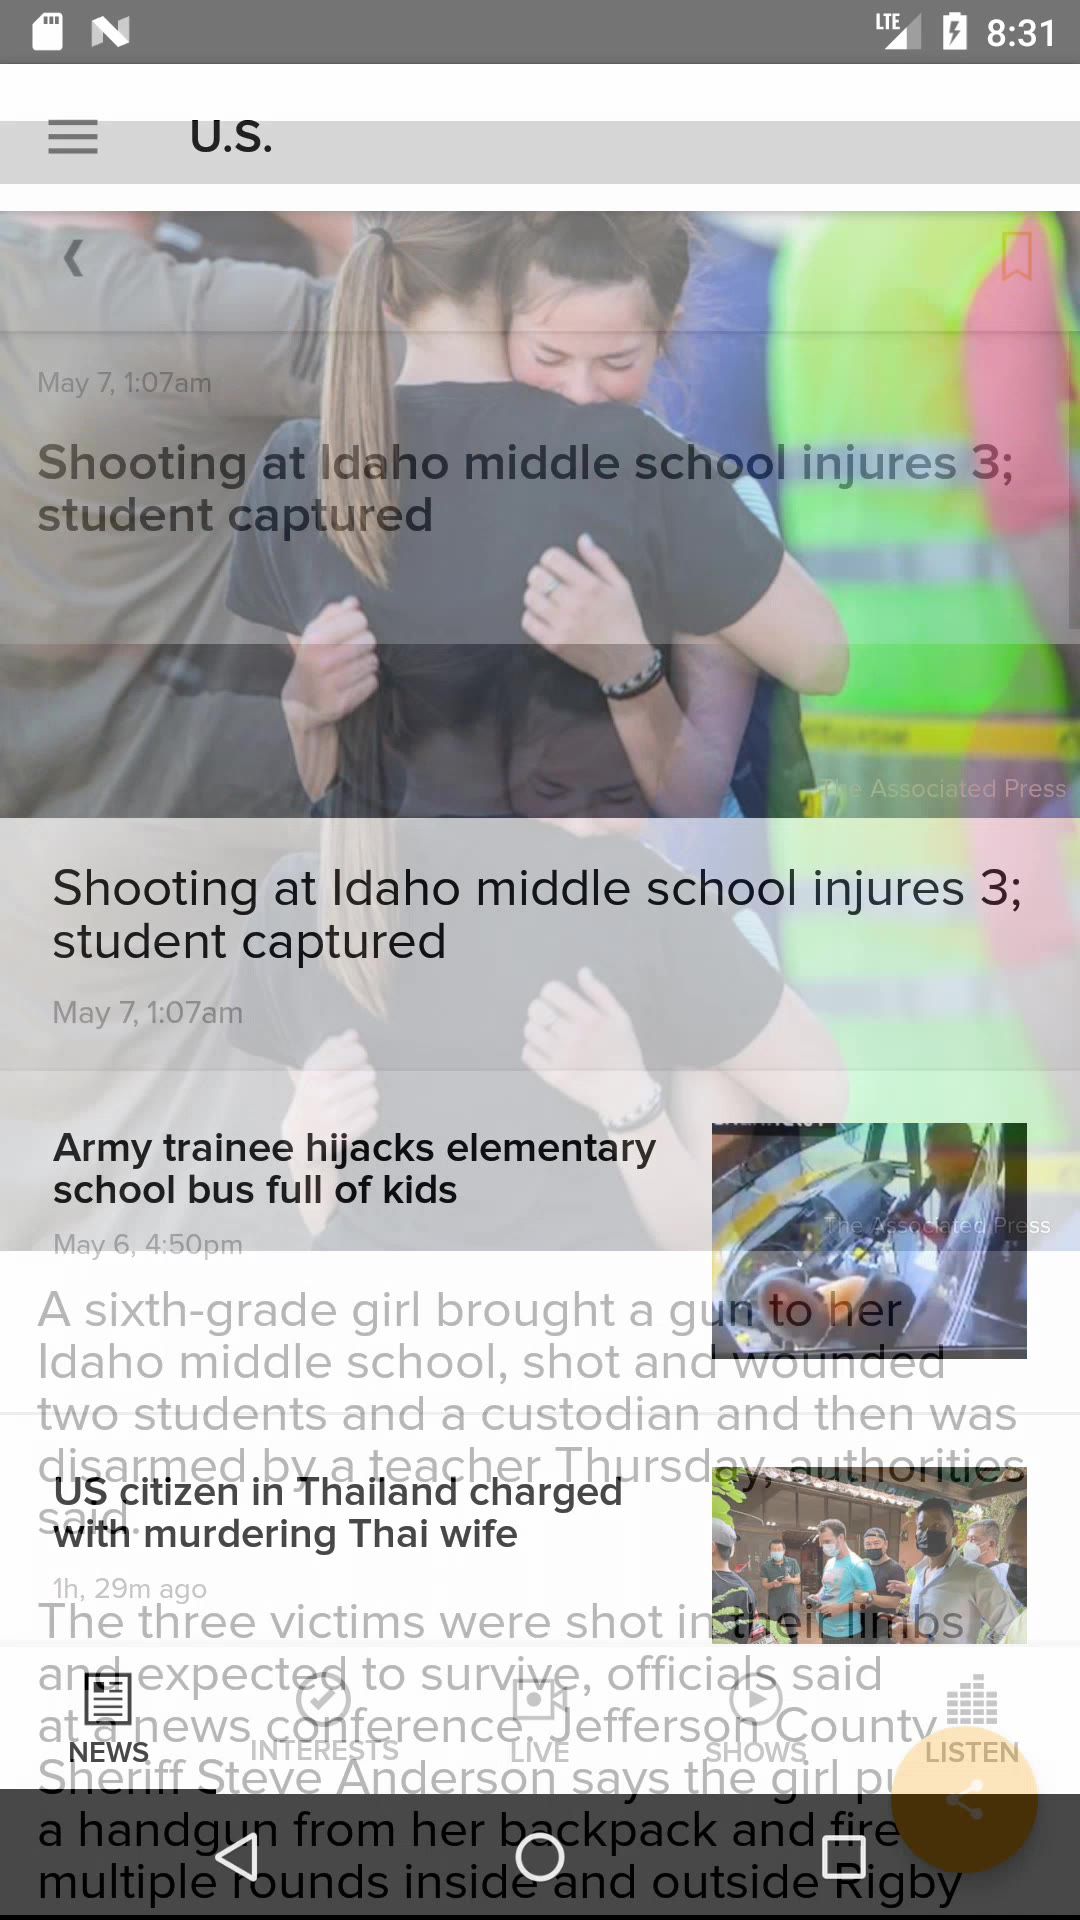 LTE 8:31
U.S.
May 7, 1:07am
Shooting at Idaho middle school injures 3;
student captured
The Associated Press
Shooting at Idaho middle school injures 3;
student captured
May 7, 1:07am
Army trainee hijacks elementary
school bus full of kids
May 6, 4:50pm
The Associated Press
A sixth-grade girl brought a gun to her
Idaho middle school, shot and wounded
two students and a custodian and then was
disarmed by a teacher Thursday, authorities
said.
US citizen in Thailand charged
with murdering Thai wife
1h, 29m ago
The three victims were shot in their limbs
and expected to survive, officials said
at a news conference. Jefferson County
Sheriff Steve Anderson says the girl
a handgun from her backpack and
multiple rounds inside and outside Rigby
NEWS
INTERESTS
LIVE
SHOWS
LISTEN